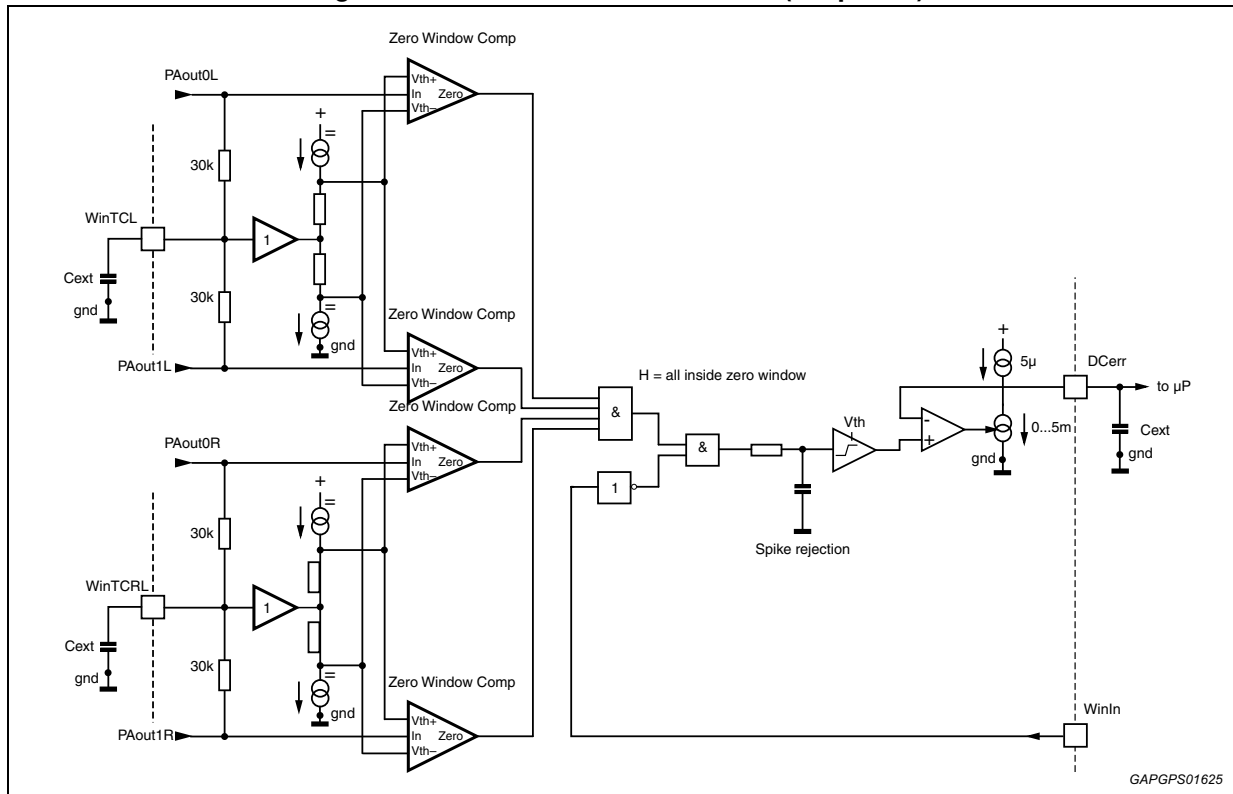 Zero Window Comp
PAout0L
Vth+
In Zero
Vth−
+
=
30k
WinTCL
1
Cext
gnd
30k
=
gnd
Zero Window Comp
PAout1L
Vth+
In Zero
Vth−
H = all inside zero window
&
Zero Window Comp
PAout0R
Vth+
In Zero
Vth−
+
=
30k
WinTCRL
1
Cext
gnd
30k
=
gnd
Zero Window Comp
PAout1R
Vth+
In Zero
Vth−
&
1
Vth
Spike rejection
-
+
+
5µ
0...5m
gnd
DCerr
to µP
Cext
gnd
WinIn
GAPGPS01625